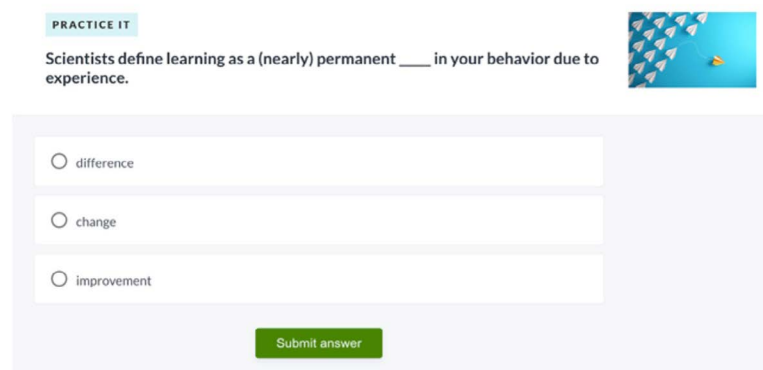 PRACTICE IT
Scientists define learning as a (nearly) permanent ____ in your behavior due to
experience.
difference
change
improvement
Submit answer